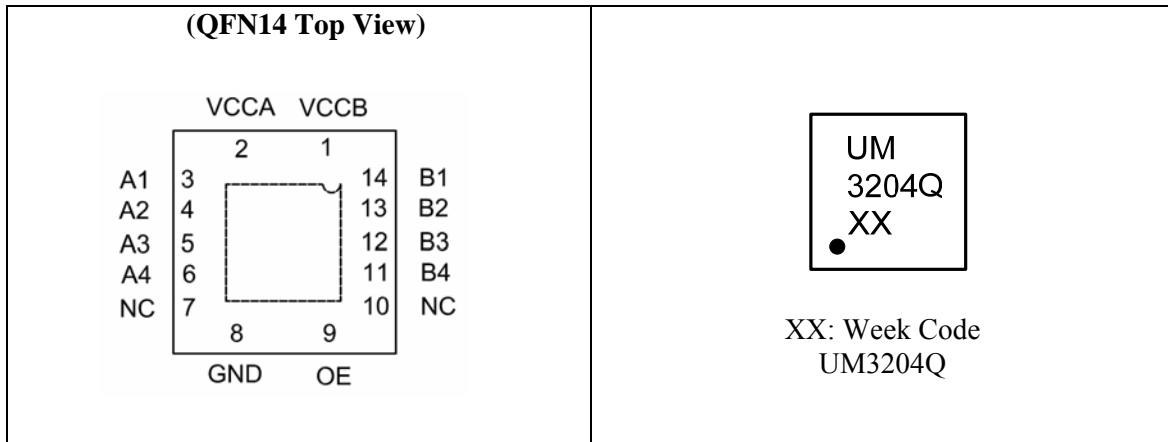 (QFN14 Top View)
VCCA VCCB
2 1
A1 3 14 B1
A2 4 13 B2
A3 5 12 B3
A4 6 11 B4
NC 7 10 NC
8 9
GND OE
UM
3204Q
XX
XX: Week Code
UM3204Q